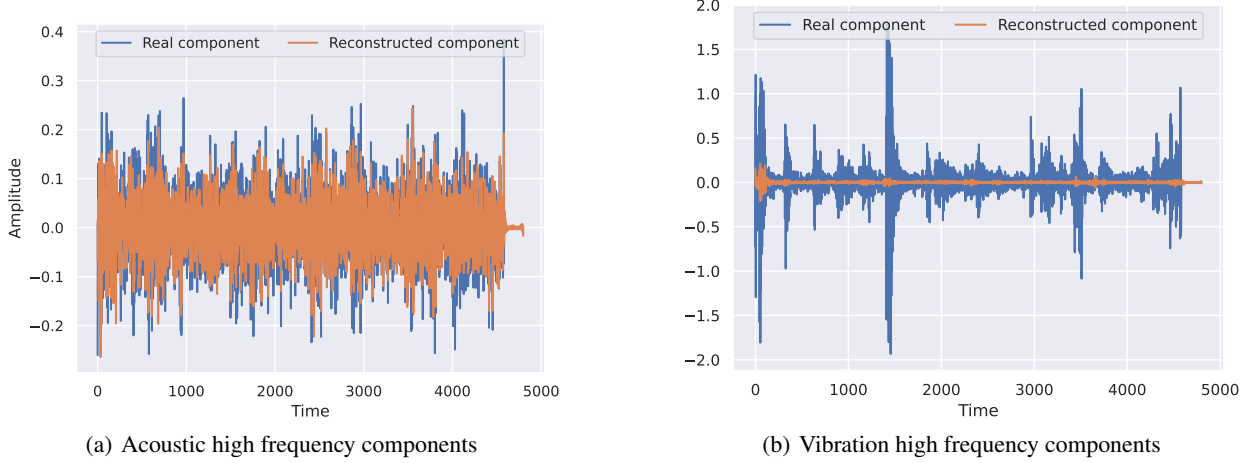 Real component Reconstructed component
0.4
0.3
0.2
0.1
0.0
−0.1
−0.2
Amplitude
0 1000 2000 3000 4000 5000
Time
(a) Acoustic high frequency components
Real component Reconstructed component
2.0
1.5
1.0
0.5
0.0
−0.5
−1.0
−1.5
−2.0
0 1000 2000 3000 4000 5000
Time
(b) Vibration high frequency components